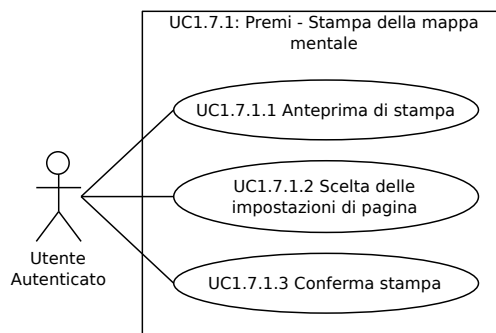 UC1.7.1: Premi - Stampa della mappa
mentale
UC1.7.1.1 Anteprima di stampa
UC1.7.1.2 Scelta delle
impostazioni di pagina
UC1.7.1.3 Conferma stampa
Utente
Autenticato